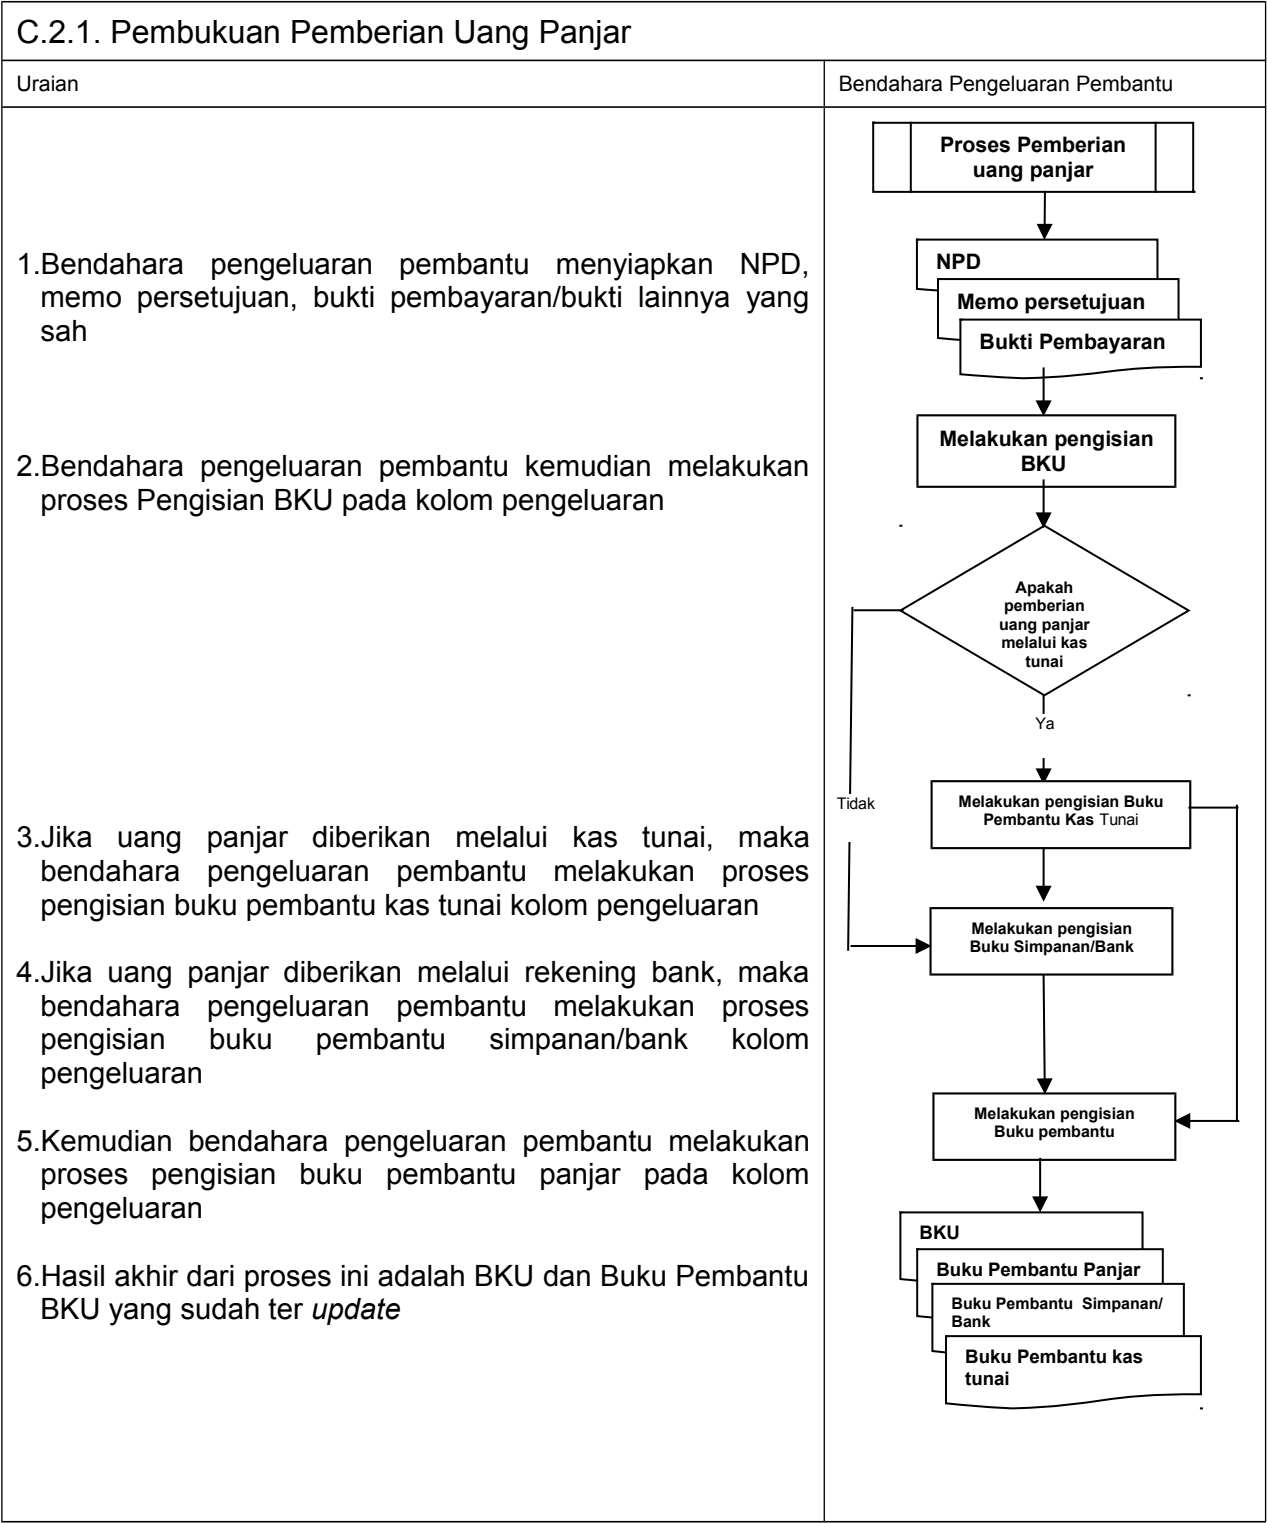 C.2.1. Pembukuan Pemberian Uang Panjar
Uraian
Bendahara Pengeluaran Pembantu
1.Bendahara pengeluaran pembantu menyiapkan NPD,
memo persetujuan, bukti pembayaran/bukti lainnya yang
sah
2.Bendahara pengeluaran pembantu kemudian melakukan
proses Pengisian BKU pada kolom pengeluaran
3.Jika uang panjar diberikan melalui kas tunai, maka
bendahara pengeluaran pembantu melakukan proses
pengisian buku pembantu kas tunai kolom pengeluaran
4.Jika uang panjar diberikan melalui rekening bank, maka
bendahara pengeluaran pembantu melakukan proses
pengisian buku pembantu simpanan/bank kolom
pengeluaran
5.Kemudian bendahara pengeluaran pembantu melakukan
proses pengisian buku pembantu panjar pada kolom
pengeluaran
6.Hasil akhir dari proses ini adalah BKU dan Buku Pembantu
BKU yang sudah ter update
Proses Pemberian
uang panjar
NPD
Memo persetujuan
Bukti Pembayaran
Melakukan pengisian
BKU
Apakah
pemberian
uang panjar
melalui kas
tunai
Ya
Tidak
Melakukan pengisian Buku
Pembantu Kas Tunai
Melakukan pengisian
Buku Simpanan/Bank
Melakukan pengisian
Buku pembantu
BKU
Buku Pembantu Panjar
Buku Pembantu Simpanan/
Bank
Buku Pembantu kas
tunai